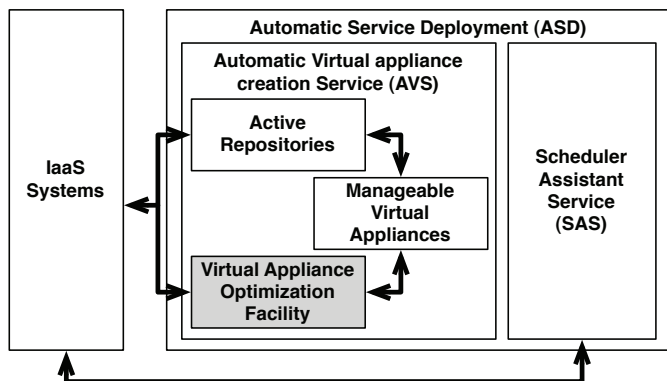 Automatic Service Deployment (ASD)
Automatic Virtual appliance
creation Service (AVS)
Active
Repositories
IaaS
Systems
Manageable
Virtual
Appliances
Virtual Appliance
Optimization
Facility
Scheduler
Assistant
Service
(SAS)